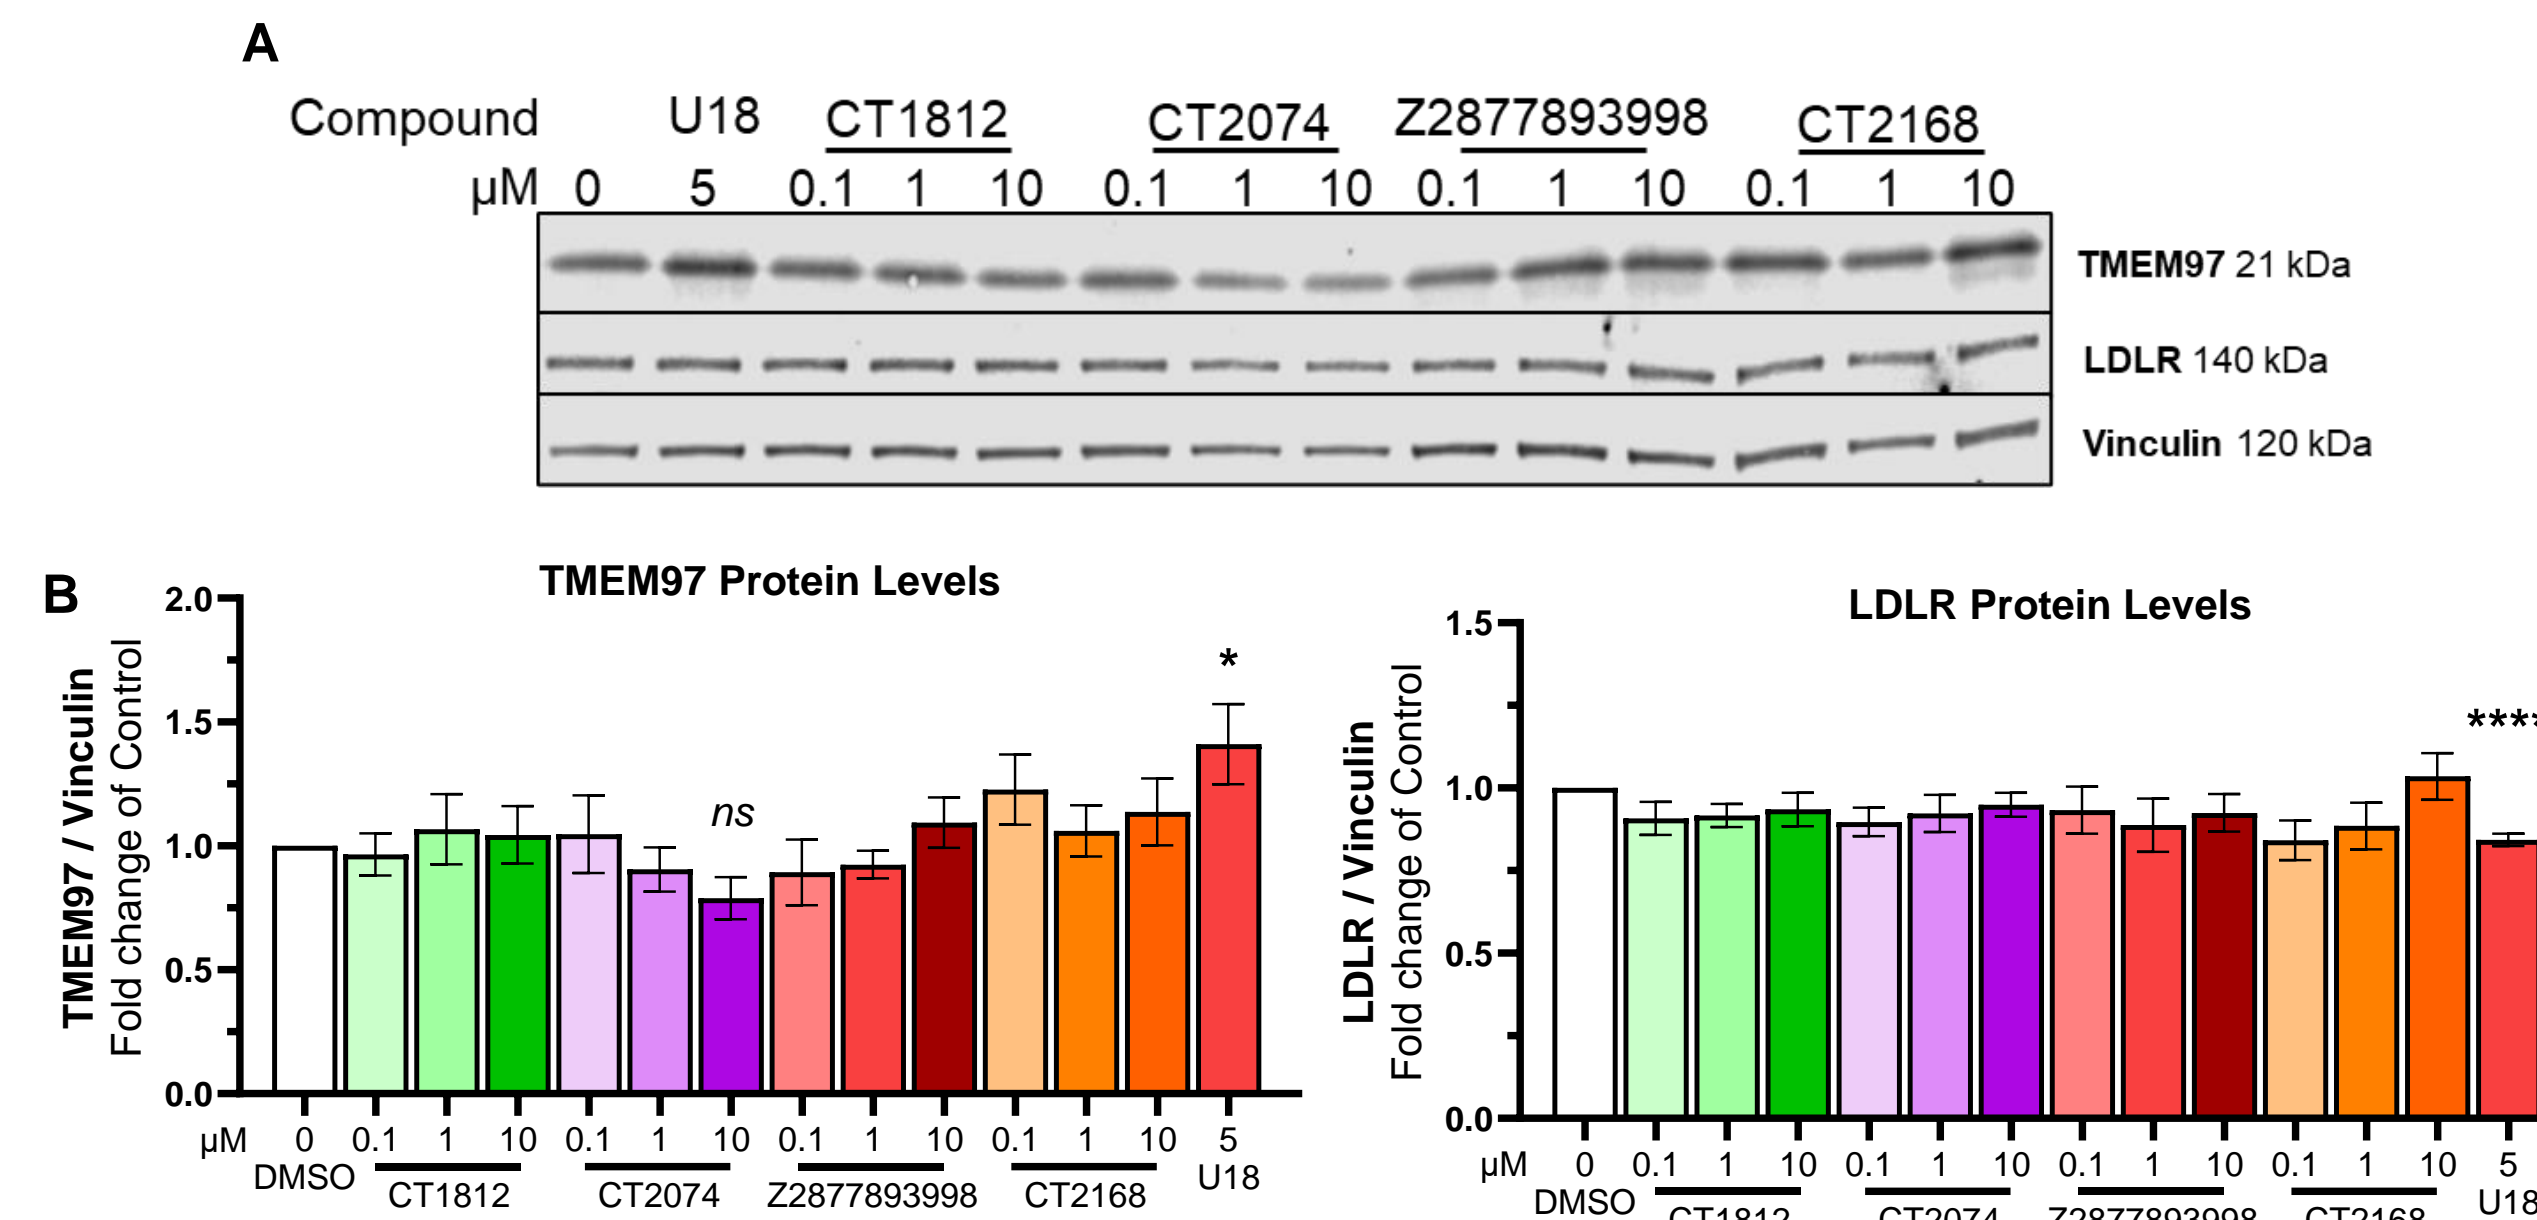 A
Compound U18 CT1812 CT2074 Z2877893998 CT2168
µM 0 5 0.1 1 10 0.1 1 10 0.1 1 10 0.1 1 10
TMEM97 21 kDa
LDLR 140 kDa
Vinculin 120 kDa
B
TMEM97 Protein Levels
TMEM97 / Vinculin
Fold change of Control
2.0
1.5
1.0
0.5
0.0
ns
*
µM 0 0.1 1 10 0.1 1 10 0.1 1 10 0.1 1 10 5
DMSO CT1812 CT2074 Z2877893998 CT2168 U18
LDLR Protein Levels
LDLR / Vinculin
Fold change of Control
1.5
1.0
0.5
0.0
****
µM 0 0.1 1 10 0.1 1 10 0.1 1 10 0.1 1 10 5
DMSO CT1812 CT2074 Z2877893998 CT2168 U18